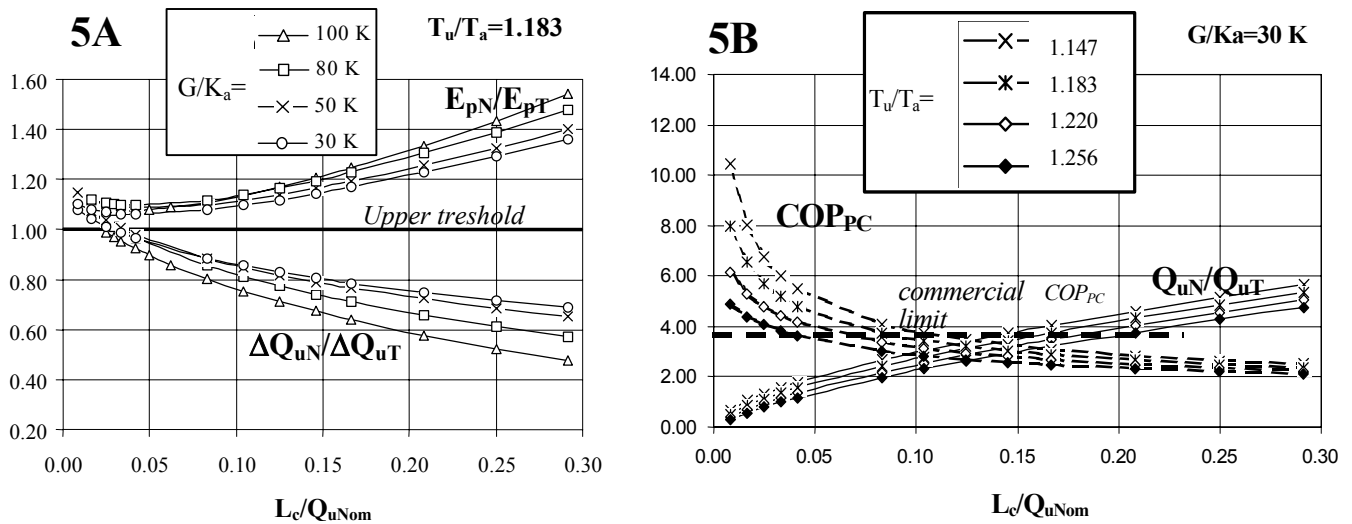 5A
G/Ka=
100 K
80 K
50 K
30 K
Tu/Ta=1.183
1.60
1.40
1.20
1.00
0.80
0.60
0.40
0.20
EpN/EpT
Upper treshold
ΔQuN/ΔQuT
0.00 0.05 0.10 0.15 0.20 0.25 0.30
Lc/QuNom
5B
Tu/Ta=
1.147
1.183
1.220
1.256
G/Ka=30 K
14.00
12.00
10.00
8.00
6.00
4.00
2.00
0.00
COPPC
commercial COPPC
limit
QuN/QuT
0.00 0.05 0.10 0.15 0.20 0.25 0.30
Lc/QuNom